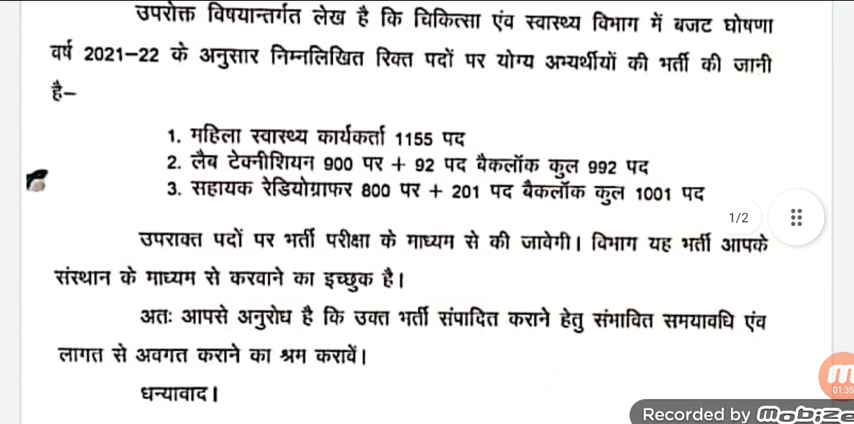 उपरोक्त विषयान्तर्गत लेख है कि चिकित्सा एंव स्वास्थ्य विभाग में बजट घोषणा
वर्ष 2021-22 के अनुसार निम्नलिखित रिक्त पदों पर योग्य अभ्यर्थीयों की भर्ती की जानी
है-
1. महिला स्वास्थ्य कार्यकर्ता 1155 पद
2. लैब टेक्नीशियन 900 पर + 92 पद बैकलॉक कुल 992 पद
3. सहायक रेडियोग्राफर 800 पर + 201 पद बैकलॉक कुल 1001 पद
1/2
उपराक्त पदों पर भर्ती परीक्षा के माध्यम से की जावेगी। विभाग यह भर्ती आपके
संस्थान के माध्यम से करवाने का इच्छुक है।
अतः आपसे अनुरोध है कि उक्त भर्ती संपादित कराने हेतु संभावित समयावधि एंव
लागत से अवगत कराने का श्रम करावें।
धन्यावाद।
01:35
Recorded by Mobize